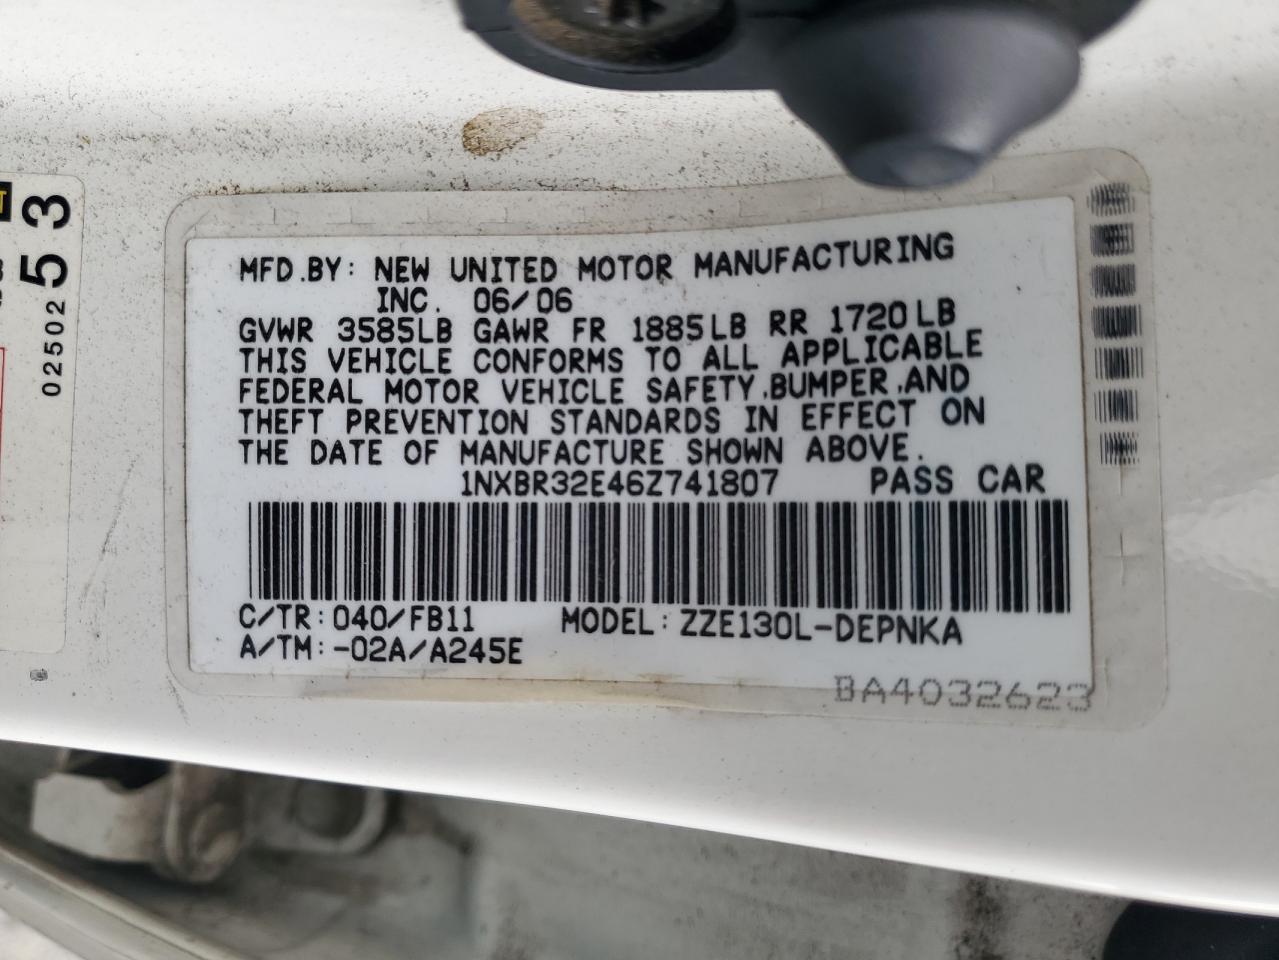 MFD.BY: NEW UNITED MOTOR MANUFACTURING
INC. 06/06
GVWR 3585LB GAWR FR 1885LB RR 1720LB
THIS VEHICLE CONFORMS TO ALL APPLICABLE
FEDERAL MOTOR VEHICLE SAFETY,BUMPER,AND
THEFT PREVENTION STANDARDS IN EFFECT ON
THE DATE OF MANUFACTURE SHOWN ABOVE.
1NXBR32E46Z741807 PASS CAR
C/TR:040/FB11 MODEL:ZZE130L-DEPNKA
A/TM:-02A/A245E
BA4032623
53
02502